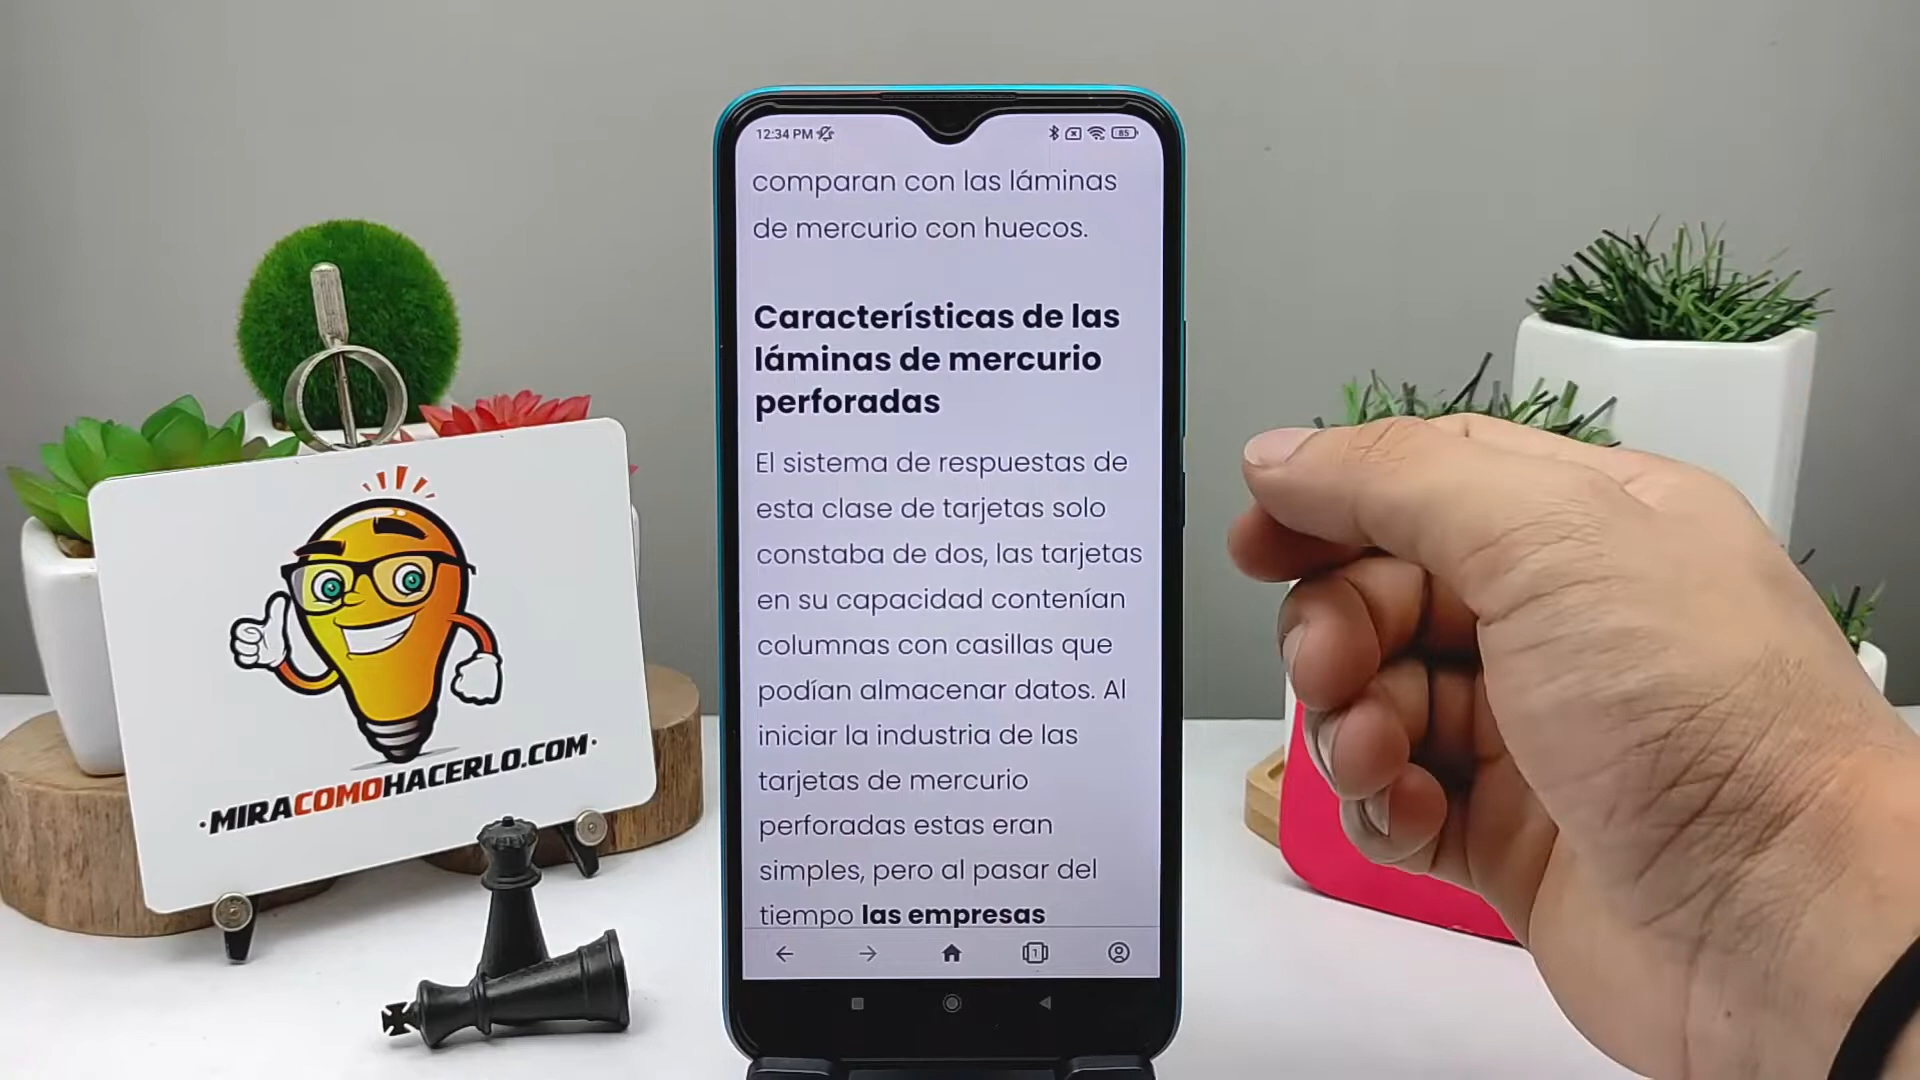 12:34 PM
85
comparan con las láminas
de mercurio con huecos.
Características de las
láminas de mercurio
perforadas
El sistema de respuestas de
esta clase de tarjetas solo
constaba de dos, las tarjetas
en su capacidad contenían
columnas con casillas que
podían almacenar datos. Al
iniciar la industria de las
tarjetas de mercurio
perforadas estas eran
simples, pero al pasar del
tiempo las empresas
1
·MIRACOMOHACERLO.COM·